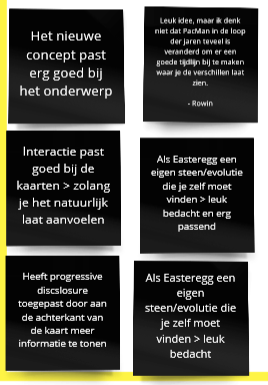 Het nieuwe
concept past
erg goed bij
het onderwerp
Leuk idee, maar ik denk
niet dat PacMan in de loop
der jaren teveel is
veranderd om er een
goede tijdlijn bij te maken
waar je de verschillen laat
zien.
- Rowin
Interactie past
goed bij de
kaarten > zolang
je het natuurlijk
laat aanvoelen
Als Easteregg een
eigen steen/evolutie
die je zelf moet
vinden > leuk
bedacht en erg
passend
Heeft progressive
discslosure
toegepast door aan
de achterkant van
de kaart meer
informatie te tonen
Als Easteregg een
eigen
steen/evolutie die
je zelf moet
vinden > leuk
bedacht